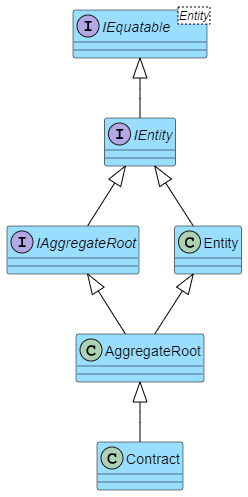 Entity
I IEquatable
I IEntity
I IAggregateRoot
C Entity
C AggregateRoot
C Contract